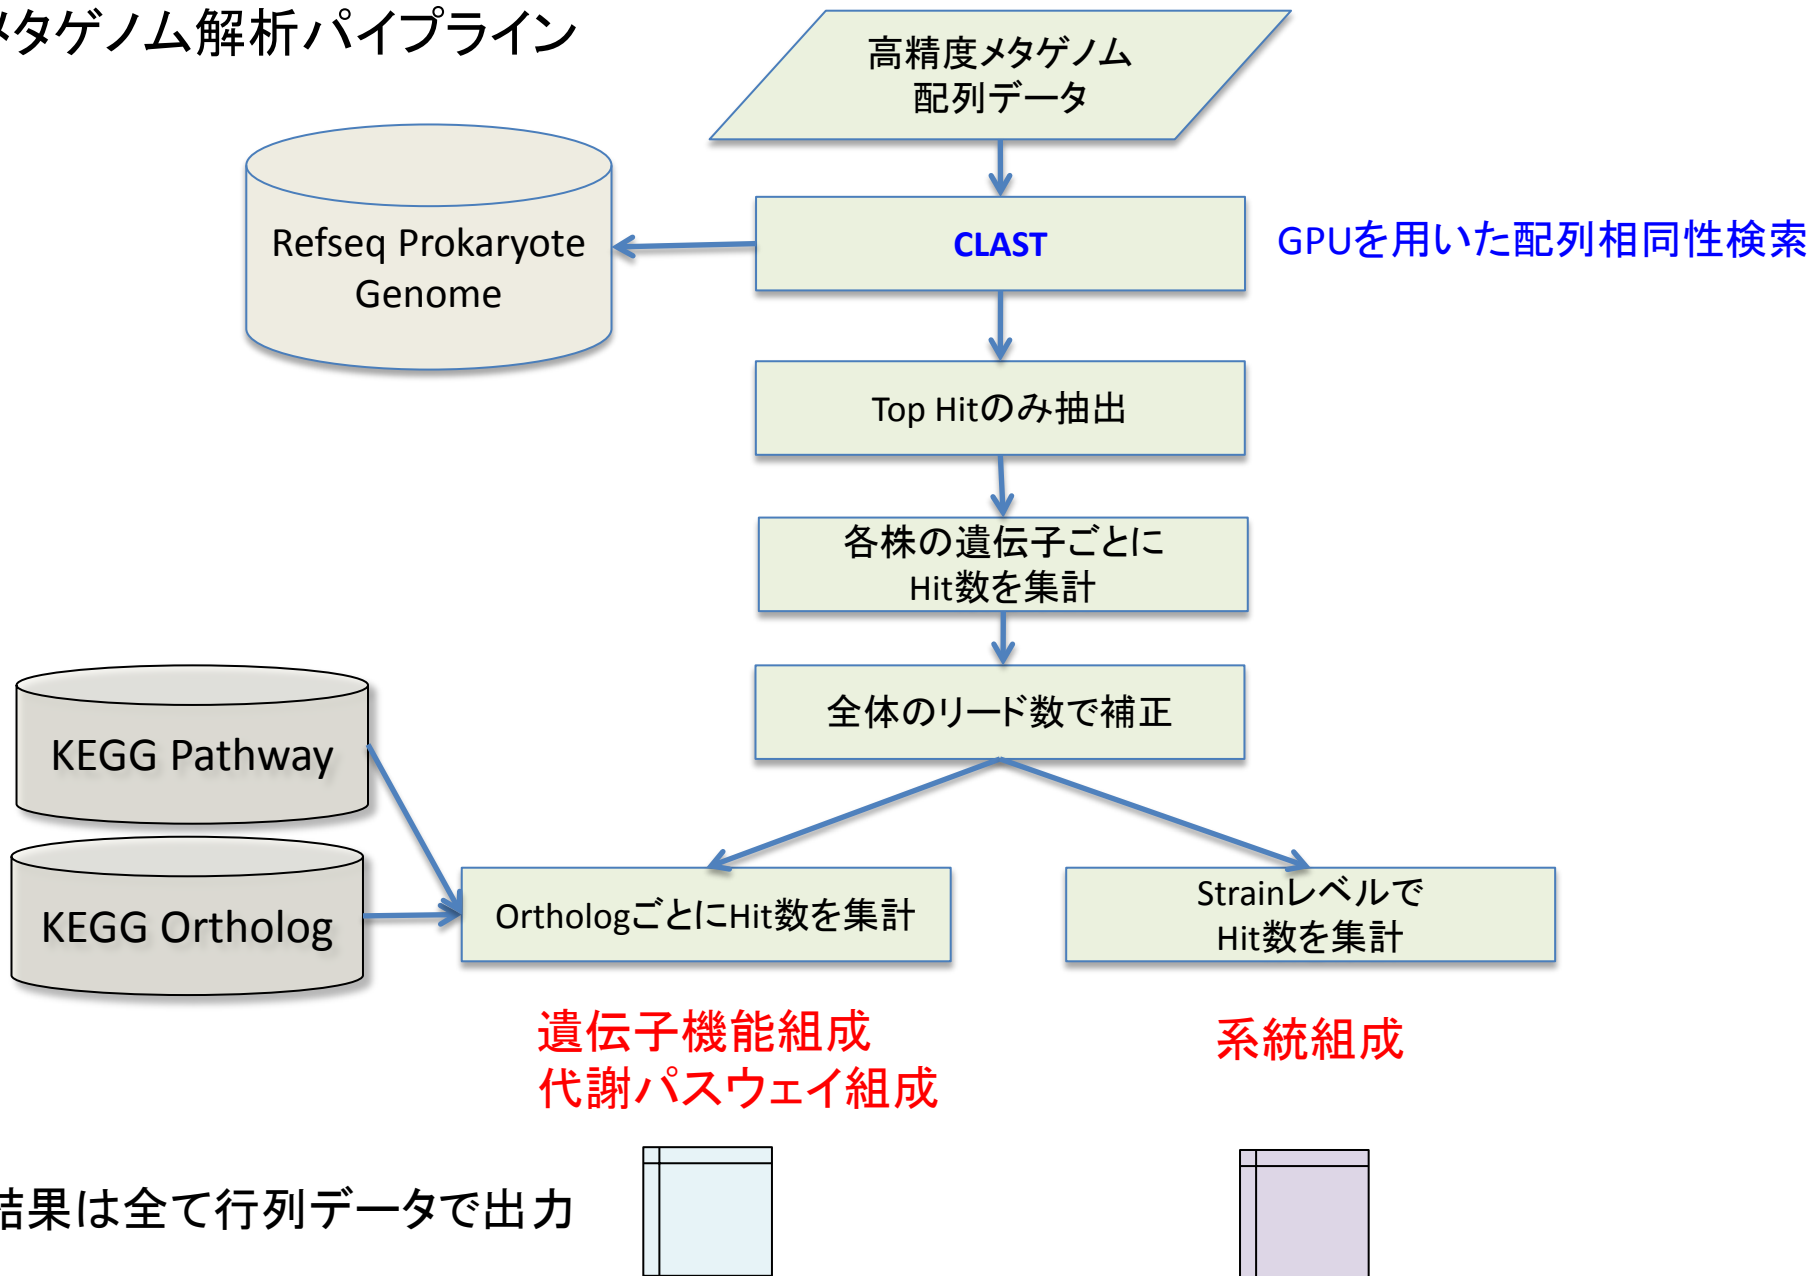 メタゲノム解析パイプライン
高精度メタゲノム
配列データ
Refseq Prokaryote
Genome
CLAST
GPUを用いた配列相同性検索
Top Hitのみ抽出
各株の遺伝子ごとに
Hit数を集計
全体のリード数で補正
KEGG Pathway
KEGG Ortholog
OrthologごとにHit数を集計
Strainレベルで
Hit数を集計
遺伝子機能組成
代謝パスウェイ組成
系統組成
結果は全て行列データで出力